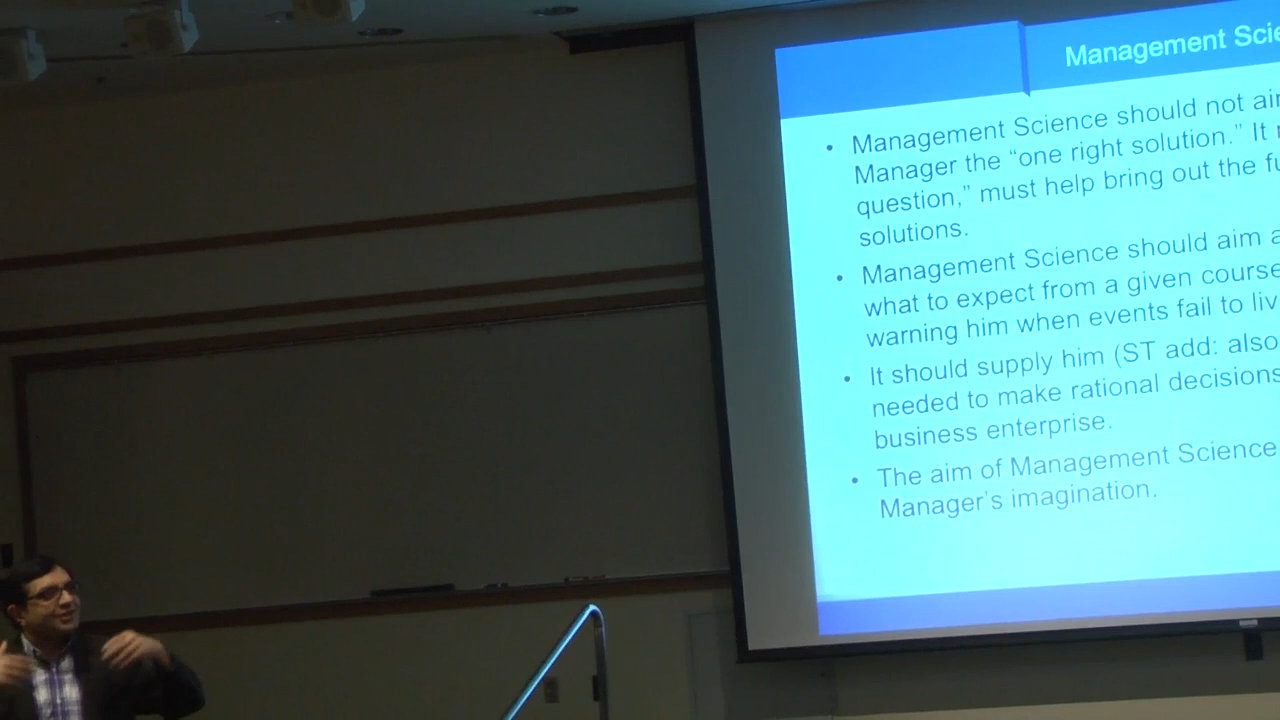 Management Scie
• Management Science should not ai
Manager the “one right solution.” It
question,” must help bring out the fu
solutions.
• Management Science should aim a
what to expect from a given course
warning him when events fail to liv
• It should supply him (ST add: also
needed to make rational decisions
business enterprise.
• The aim of Management Science
Manager’s imagination.